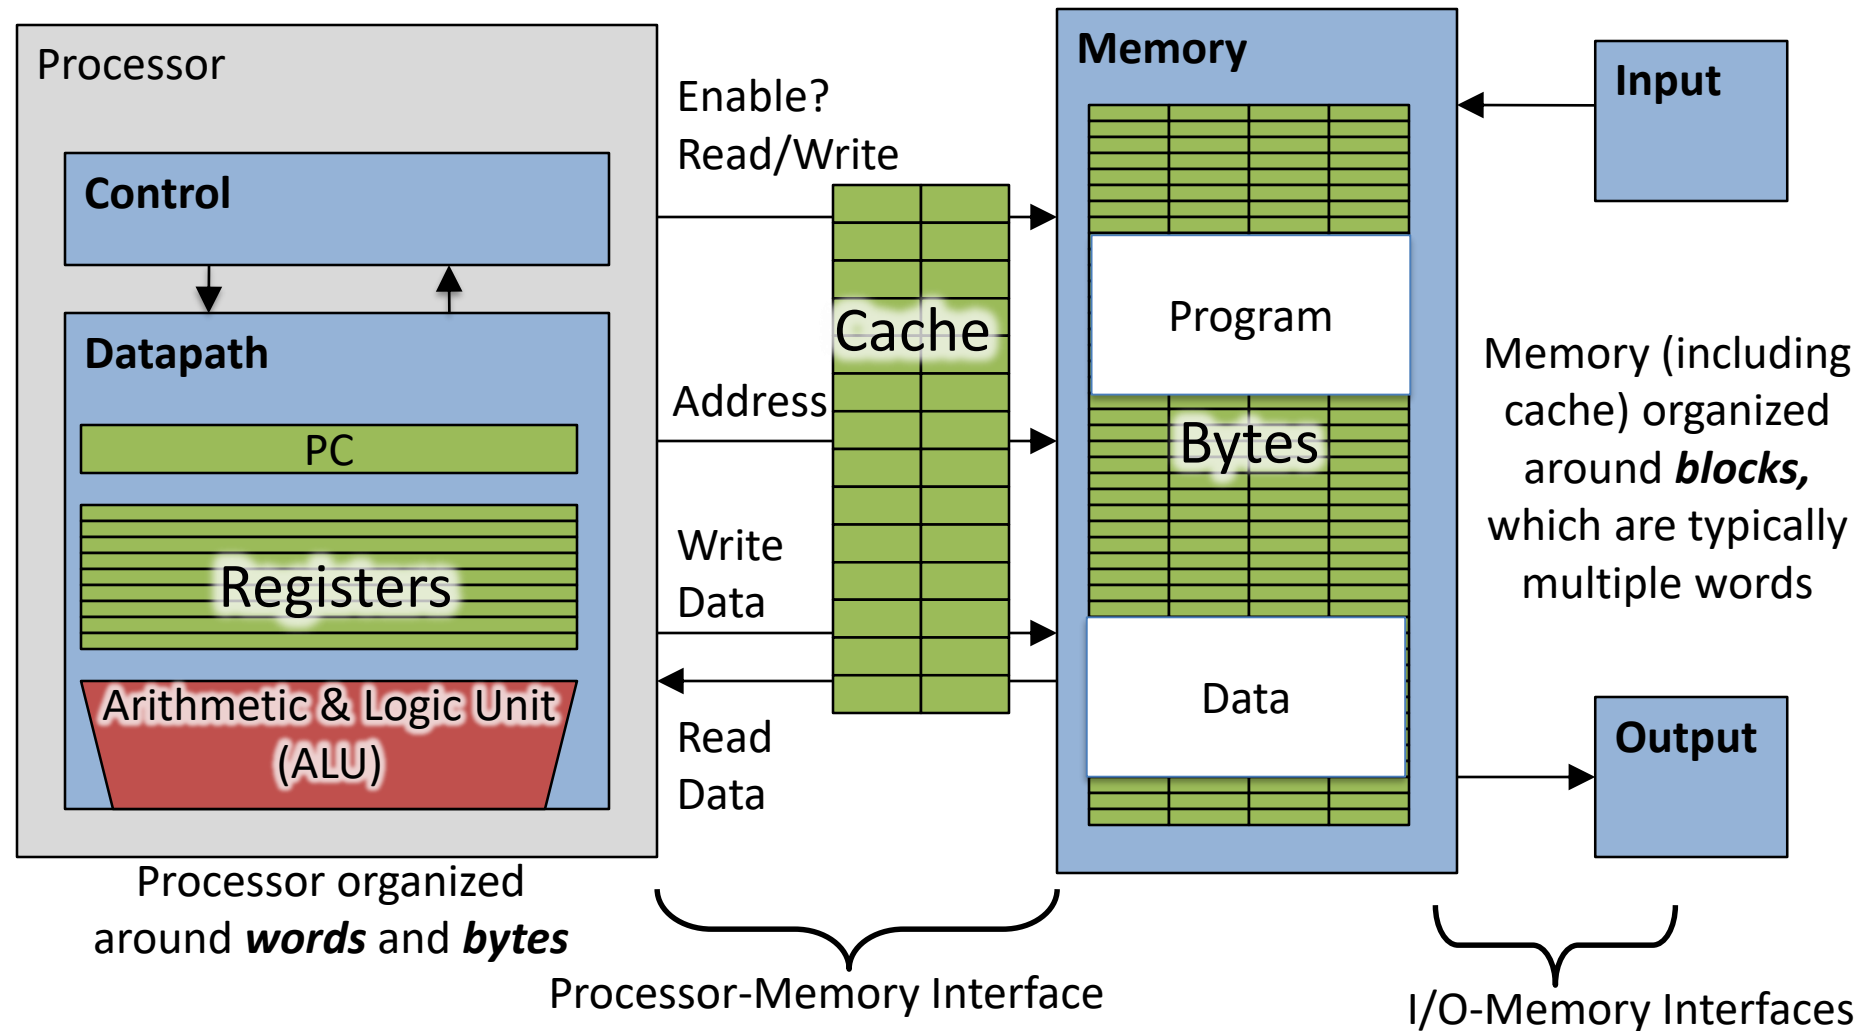 Processor
Control
Datapath
PC
Registers
Arithmetic & Logic Unit
(ALU)
Processor organized
around words and bytes
Enable?
Read/Write
Cache
Address
Write
Data
Read
Data
Processor-Memory Interface
Memory
Program
Bytes
Data
Input
Memory (including
cache) organized
around blocks,
which are typically
multiple words
Output
I/O-Memory Interfaces